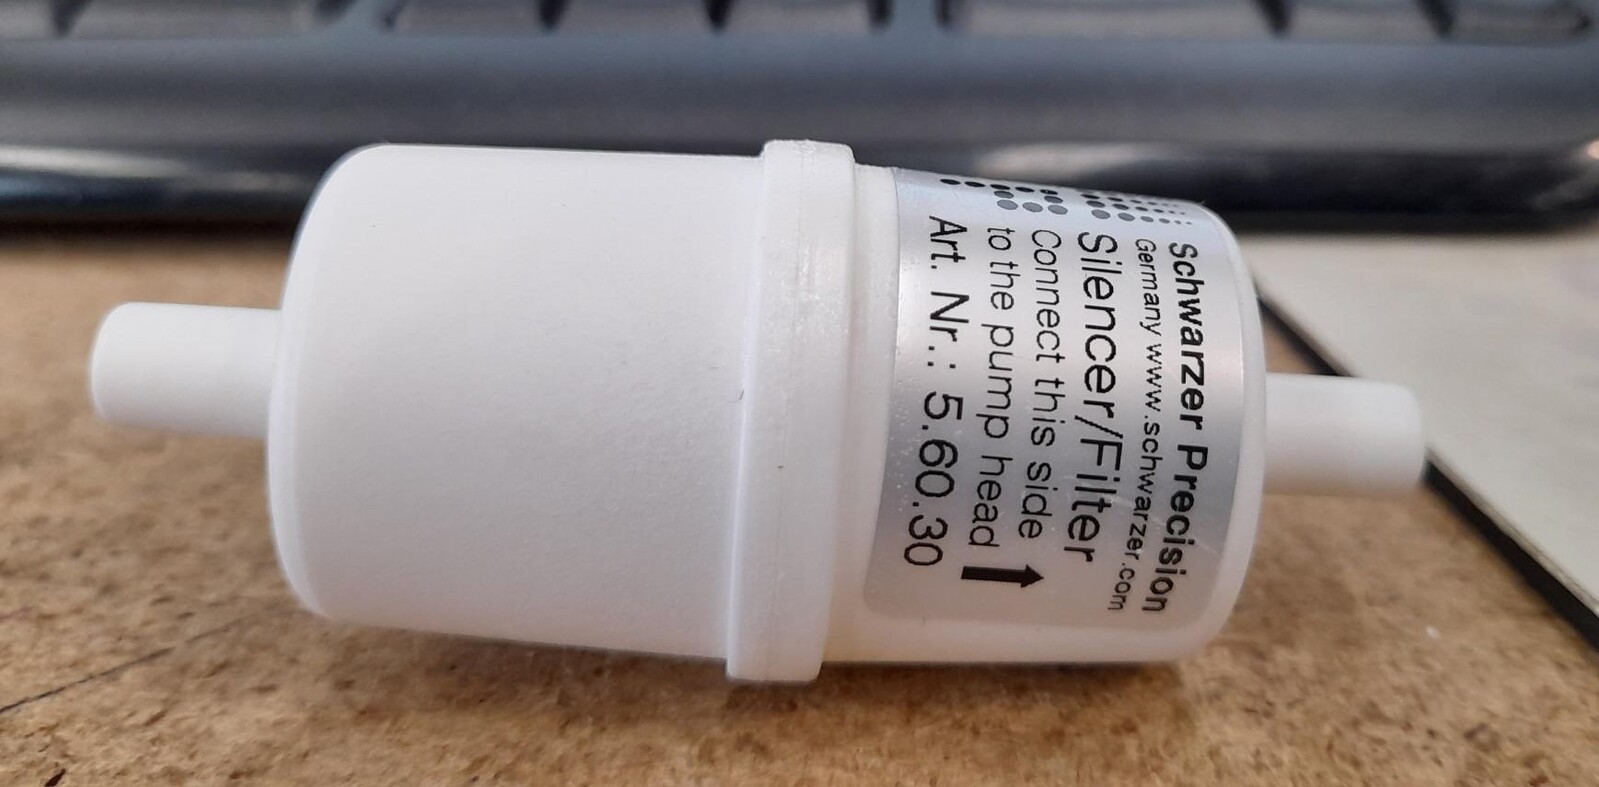 Schwarzer Precision
Germany www.schwarzer.com
Silencer/Filter
Connect this side
to the pump head
Art. Nr.: 5.60.30